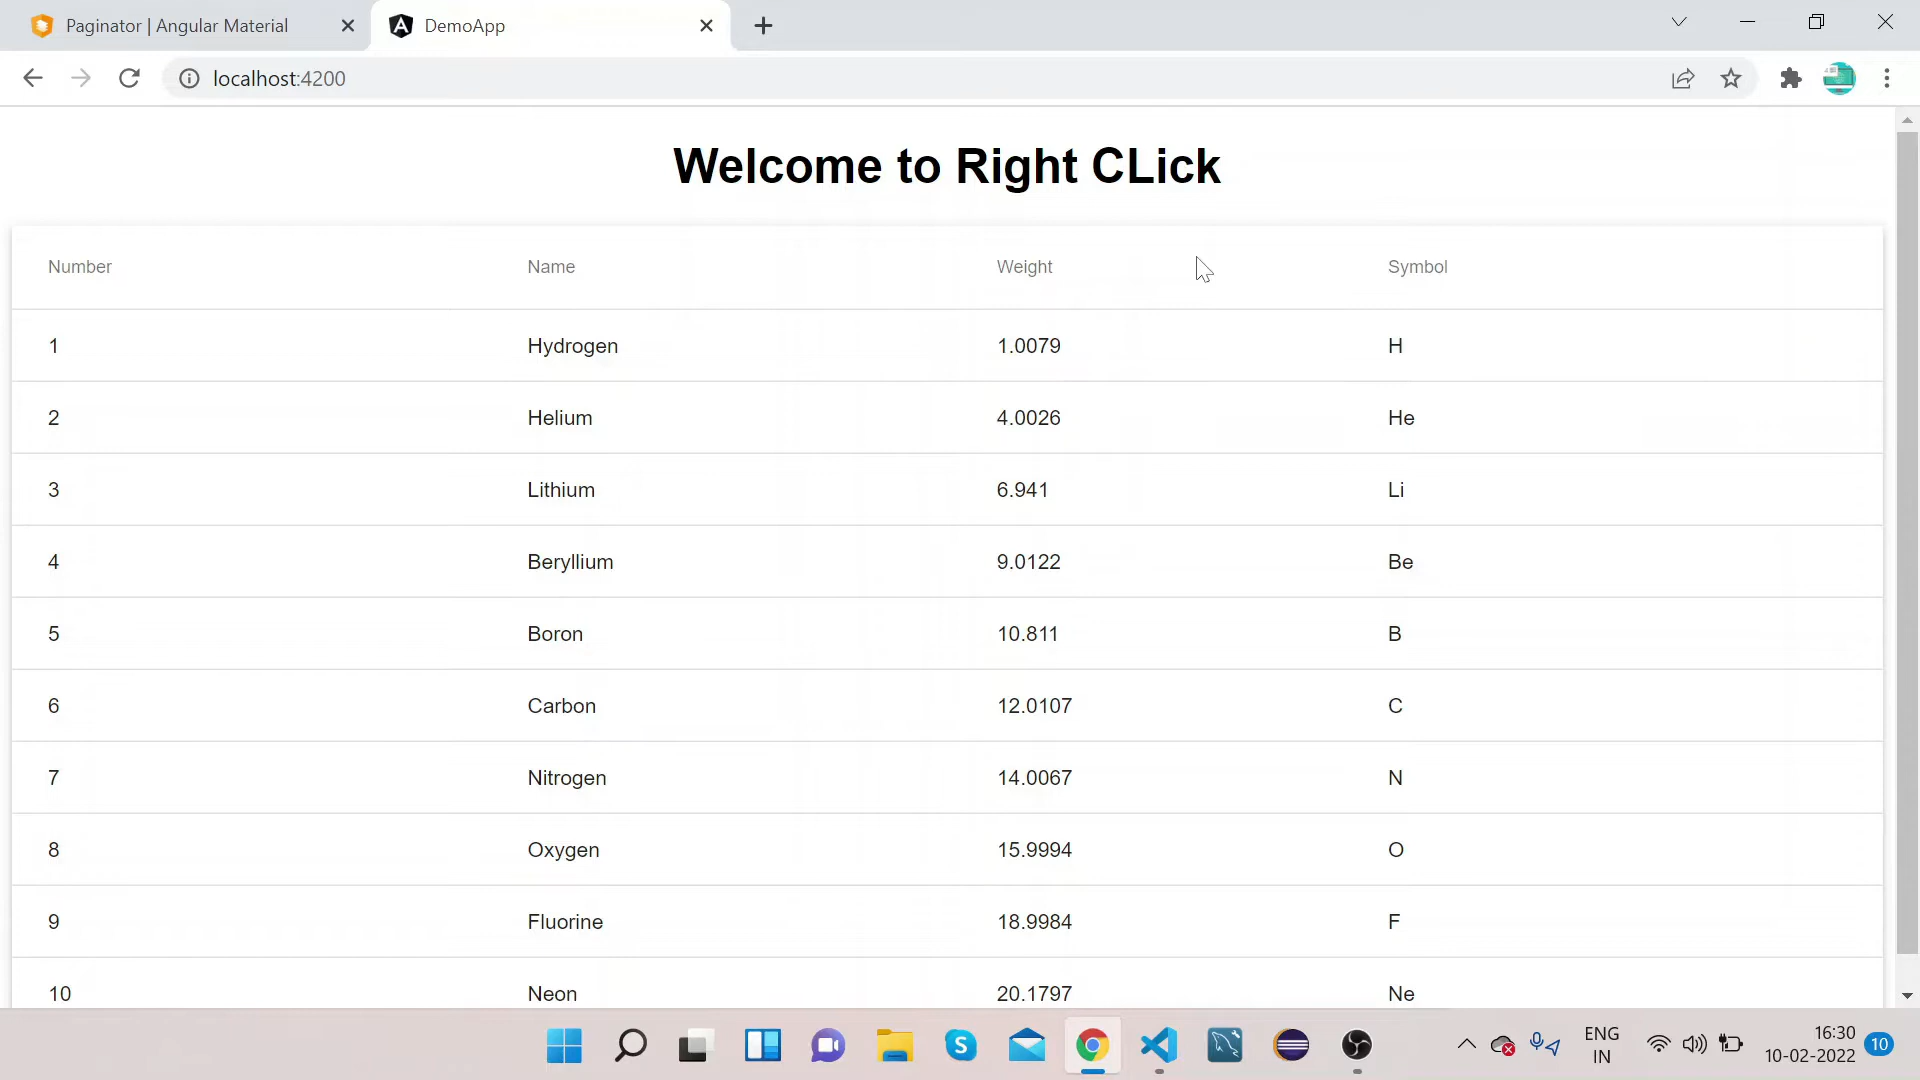 Paginator | Angular Material
DemoApp
localhost:4200
Welcome to Right CLick
Number Name Weight Symbol
1 Hydrogen 1.0079 H
2 Helium 4.0026 He
3 Lithium 6.941 Li
4 Beryllium 9.0122 Be
5 Boron 10.811 B
6 Carbon 12.0107 C
7 Nitrogen 14.0067 N
8 Oxygen 15.9994 O
9 Fluorine 18.9984 F
10 Neon 20.1797 Ne
ENG
IN
16:30
10-02-2022
10